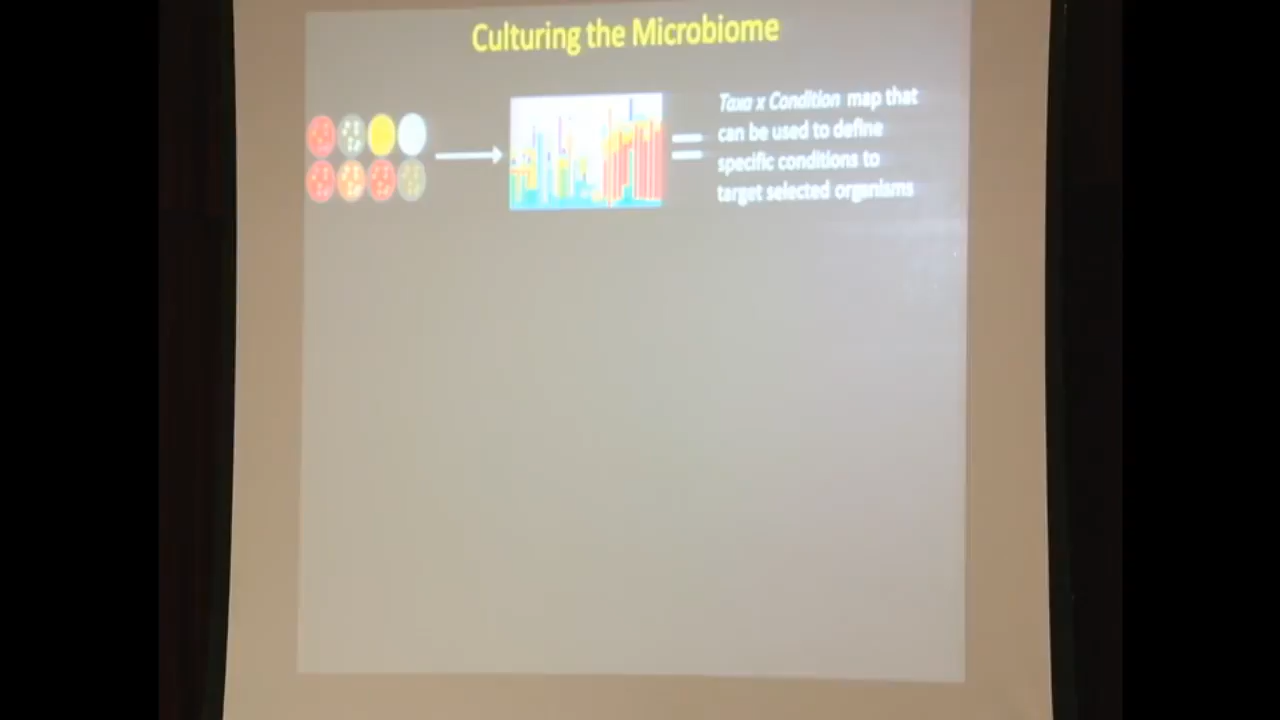 Culturing the Microbiome
Taxa x Condition map that
can be used to define
specific conditions to
target selected organisms